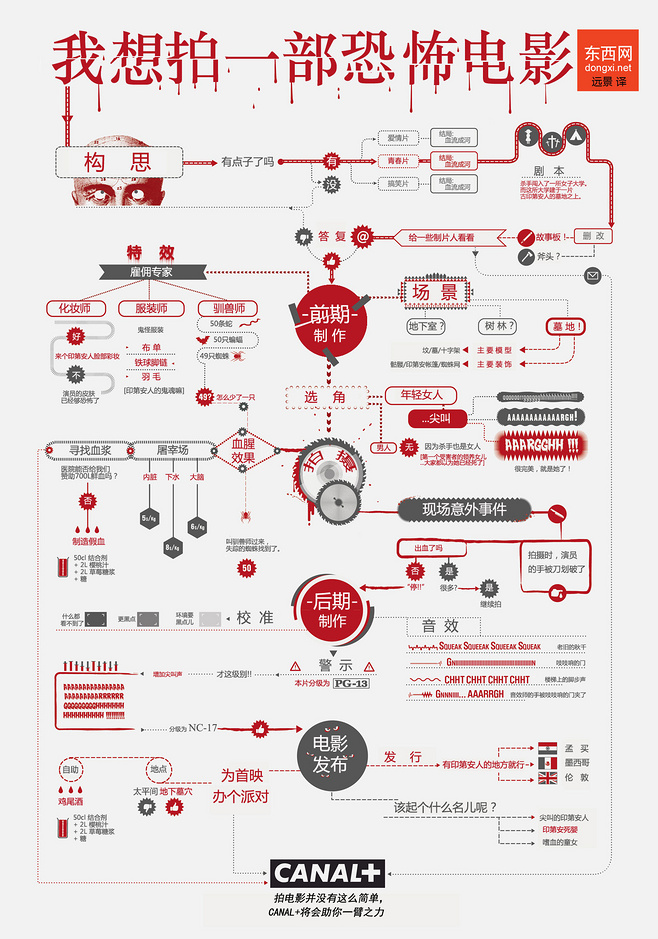 我想拍一部恐怖电影
东西网
dongxi.net
远景 译
构 思
有点子了吗
有
没
爱情片
结局:
血流成河
青春片
结局:
血流成河
搞笑片
结局:
血流成河
剧 本
杀手闯入了一所女子大学,
而这所大学建于一片
古印第安人的墓地之上。
答 复
@
给一些制片人看看
故事板!
删 改
斧头?
特 效
雇佣专家
化妆师
服装师
驯兽师
好
来个印第安人脸部彩妆
不
演员的皮肤
已经够恐怖了
鬼怪服装
布 单
铁球脚链
羽 毛
[印第安人的鬼魂嘛]
50条蛇
50只蝙蝠
49只蜘蛛
49?
怎么少了一只
-前期-
制 作
场 景
地下室?
树 林?
墓 地!
坟/墓/十字架
主 要 模 型
骷髅/印第安帐篷/蜘蛛网
主 要 装 饰
选 角
年轻女人
...尖叫
AAAAAAAAAAAARGH!
AAARGGHH !!!
很完美，就是她了！
男人
无
因为杀手也是女人
[第一个受害者的领养女儿
...大家都以为她已经死了]
寻找血浆
屠宰场
血腥
效果
拍 摄
医院能否给我们
赞助700L鲜血吗?
否
制造假血
50cl 结合剂
+ 2L 樱桃汁
+ 2L 草莓糖浆
+ 糖
内脏
下水
大脑
5$/kg
8$/kg
6$/kg
叫驯兽师过来,
失踪的蜘蛛找到了。
50
现场意外事件
拍摄时，演员
的手被刀划破了
出血了吗
否
是
"停!!"
很多?
是
继续拍
-后期-
制作
校 准
什么都
看不到了
更黑点
环境要
黑点儿
音 效
SQUEAK SQUEAK SQUEAK SQUEAK
老旧的秋千
吱吱响的门
CHHT CHHT CHHT CHHT
楼梯上的脚步声
GNNNIII... AAARRGH
音效师的手被吱吱响的门夹了
警 示
本片分级为 PG-13
才这级别!!
增加尖叫声
分级为 NC-17
电影
发布
发 行
有印第安人的地方就行
孟 买
墨西哥
伦 敦
为首映
办个派对
自助
地点
鸡尾酒
太平间 地下墓穴
50cl 结合剂
+ 2L 樱桃汁
+ 2L 草莓糖浆
+ 糖
该起个什么名儿呢?
尖叫的印第安人
印第安死婴
嗜血的童女
CANAL+
拍电影并没有这么简单,
CANAL+将会助你一臂之力